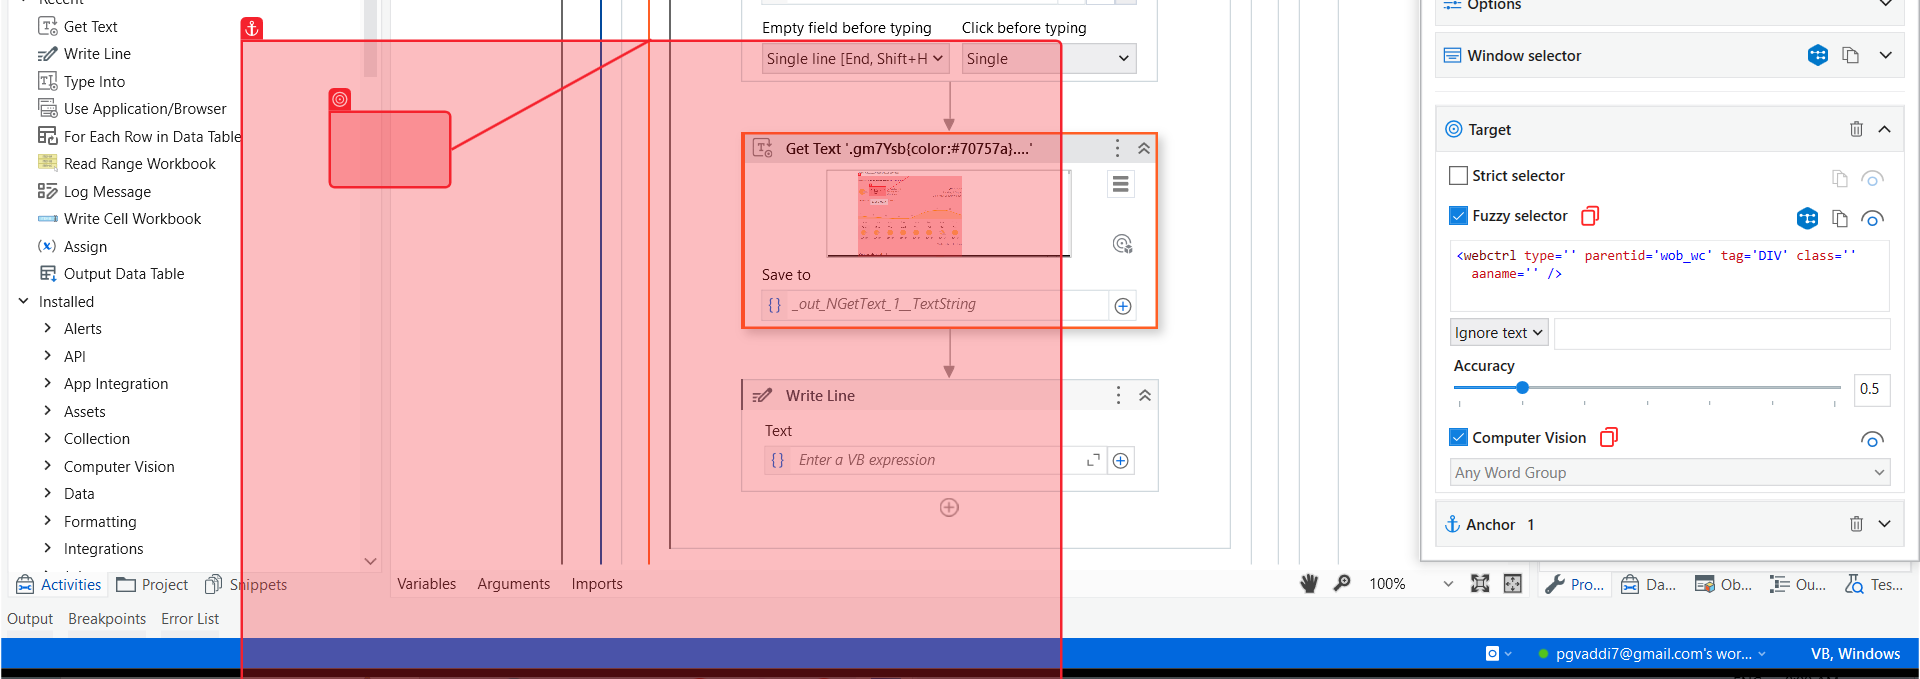 Recent
Get Text
Write Line
Type Into
Use Application/Browser
For Each Row in Data Table
Read Range Workbook
Log Message
Write Cell Workbook
Assign
Output Data Table
Installed
Alerts
API
App Integration
Assets
Collection
Computer Vision
Data
Formatting
Integrations
Activities
Project
Snippets
Output
Breakpoints
Error List
Empty field before typing
Click before typing
Single line [End, Shift+H
Single
Get Text '.gm7Ysb{color:#70757a}....'
Save to
{} _out_NGetText_1__TextString
Write Line
Text
{} Enter a VB expression
Variables
Arguments
Imports
100%
Options
Window selector
Target
Strict selector
Fuzzy selector
<webctrl type='' parentid='wob_wc' tag='DIV' class=''
aaname='' />
Ignore text
Accuracy
0.5
Computer Vision
Any Word Group
Anchor 1
Pro...
Da...
Ob...
Ou...
Tes...
pgvaddi7@gmail.com's wor...
VB, Windows